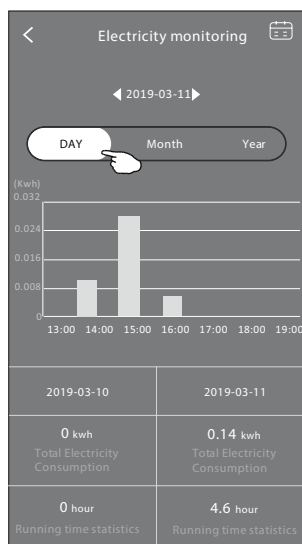 Electricity monitoring
2019-03-11
DAY Month Year
(Kwh)
0.032
0.024
0.016
0.008
0
13:00 14:00 15:00 16:00 17:00 18:00 19:00
2019-03-10 2019-03-11
0 kwh 0.14 kwh
Total Electricity Total Electricity
Consumption Consumption
0 hour 4.6 hour
Running time statistics Running time statistics